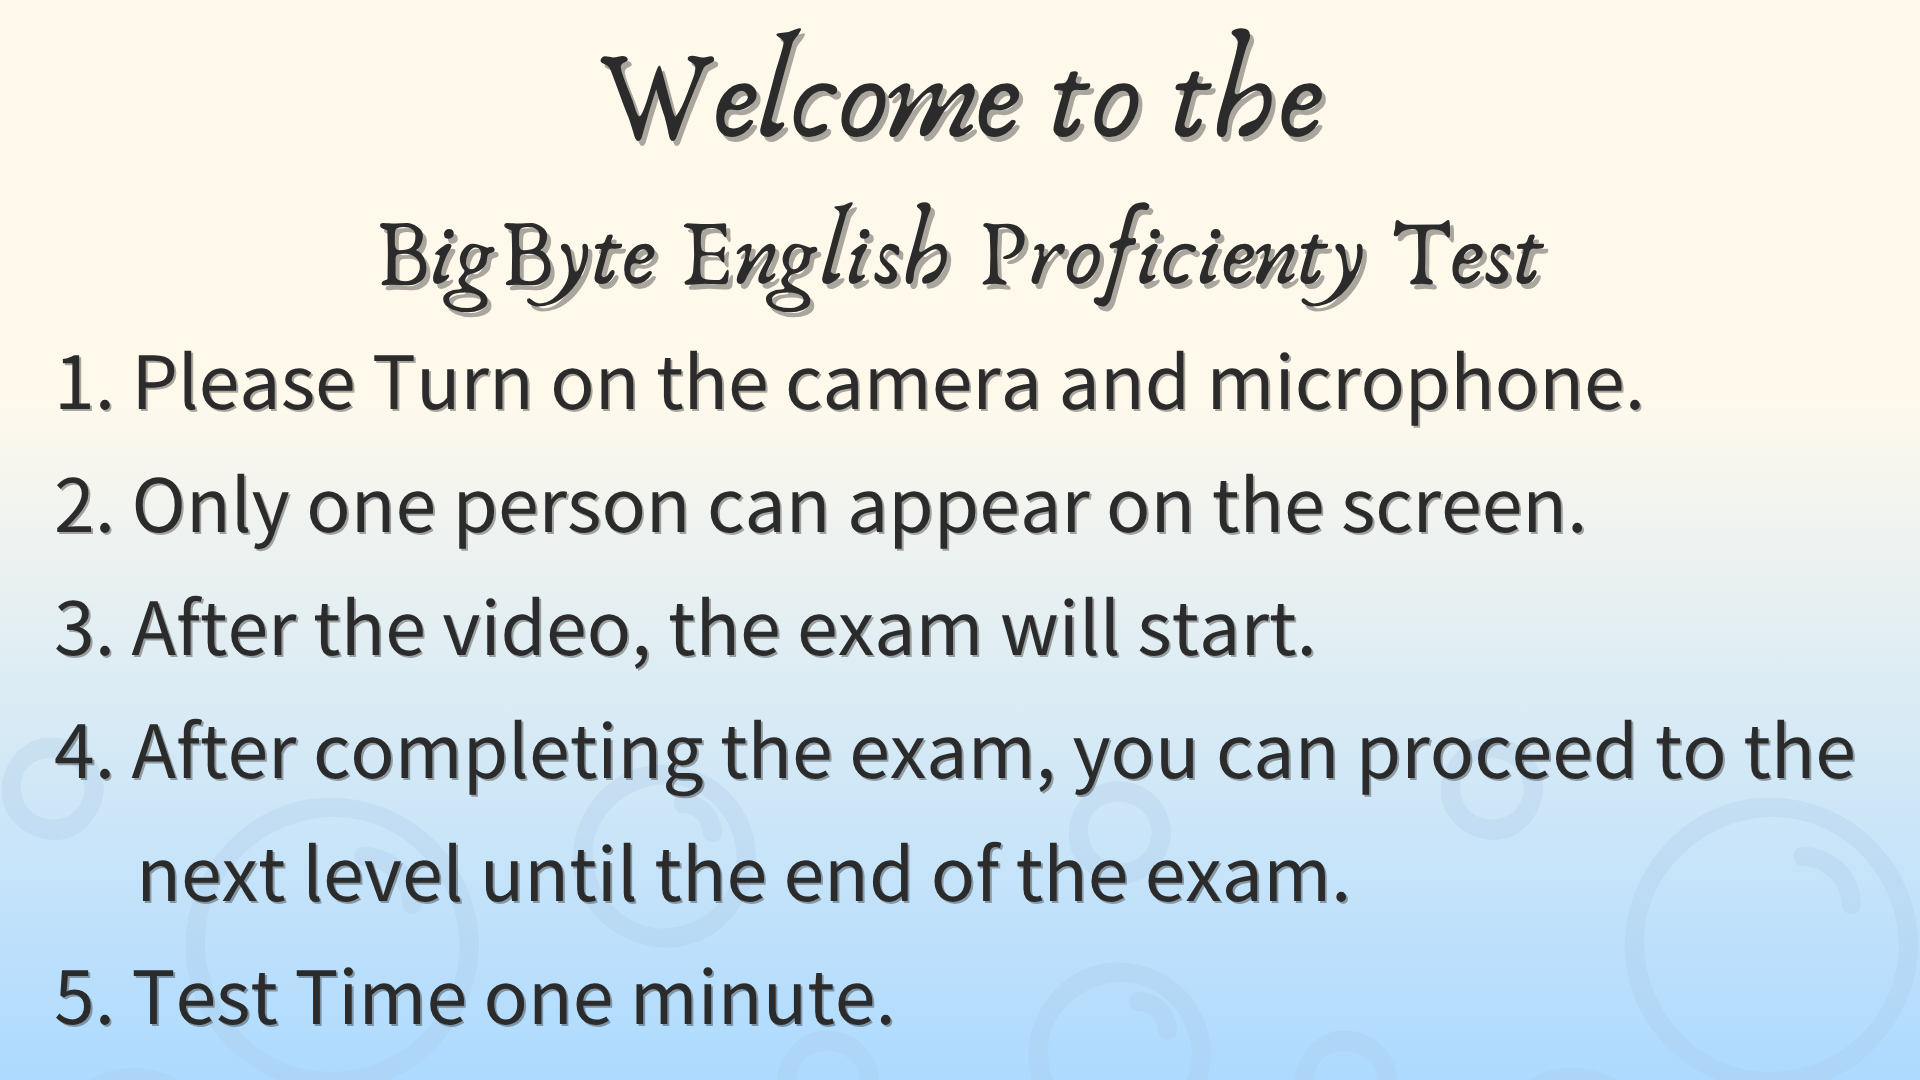 Welcome to the
BigByte English Proficienty Test
1. Please Turn on the camera and microphone.
2. Only one person can appear on the screen.
3. After the video, the exam will start.
4. After completing the exam, you can proceed to the
next level until the end of the exam.
5. Test Time one minute.